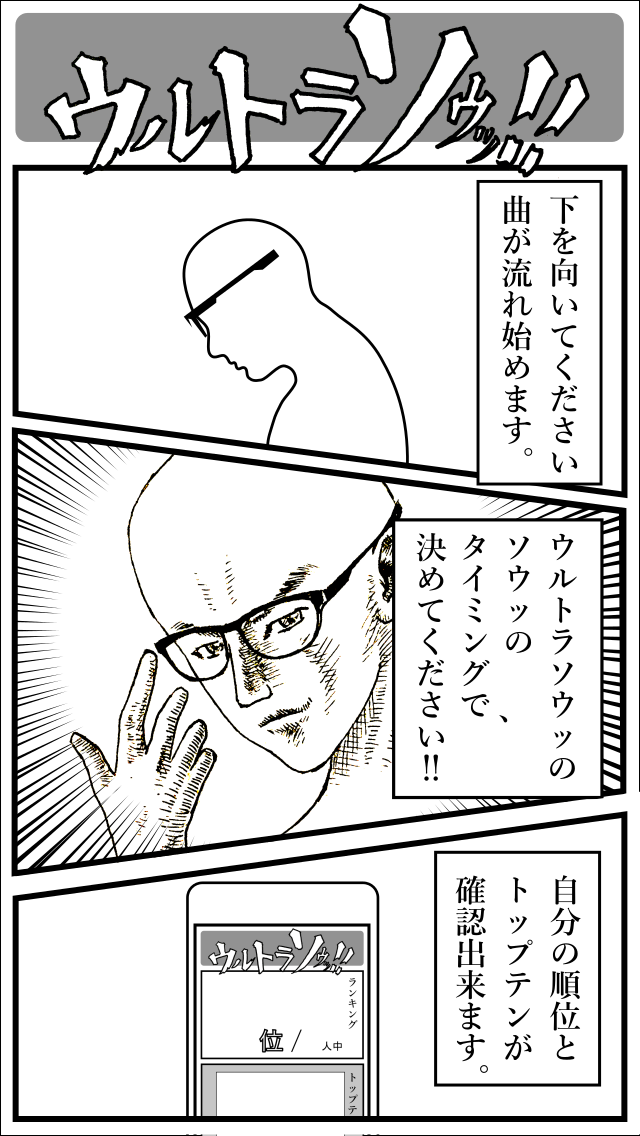 ウルトラソウッ!!
下を向いてください
曲が流れ始めます。
ウルトラソウッの
ソウッの
タイミングで、
決めてください!!
自分の順位と
トップテンが
確認出来ます。
ウルトラソウッ!!
ランキング
位/
人中
トップテ